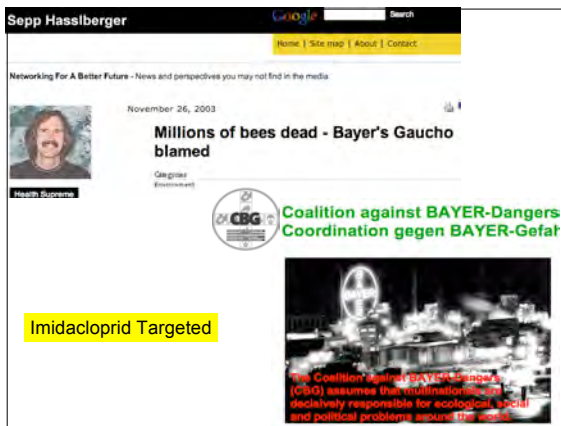 Sepp Hasslberger
Google
Search
Home | Site map | About | Contact
Networking For A Better Future - News and perspectives you may not find in the media
November 26, 2003
Millions of bees dead - Bayer's Gaucho
blamed
Categories
Environment
Health Supreme
CBG
Coalition against BAYER-Dangers
Coordination gegen BAYER-Gefah
BAYER
Imidacloprid Targeted
The Coalition against BAYER-Dangers
(CBG) assumes that multinationals are
decisively responsible for ecological, social
and political problems around the world.